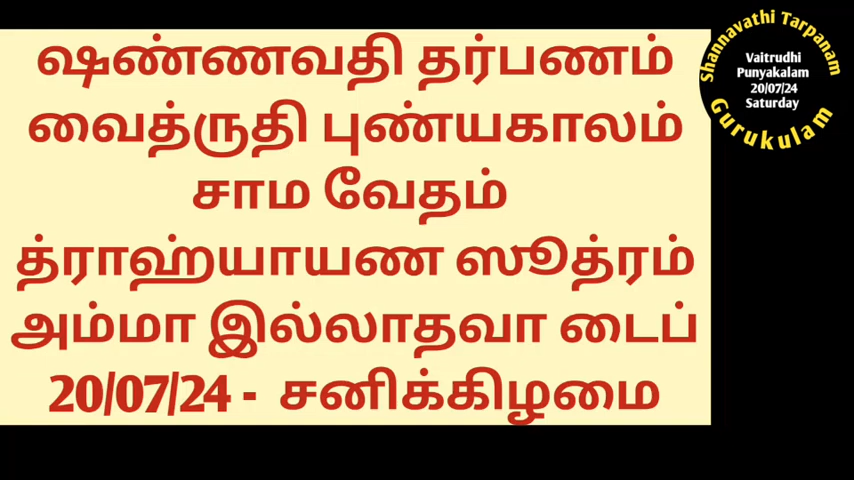 ஷண்ணவதி தர்பணம்
வைத்ருதி புண்யகாலம்
சாம வேதம்
த்ராஹ்யாயண ஸூத்ரம்
அம்மா இல்லாதவா டைப்
20/07/24 - சனிக்கிழமை
Shannavathi Tarpanam
Vaitrudhi
Punyakalam
20/07/24
Saturday
Gurukulam